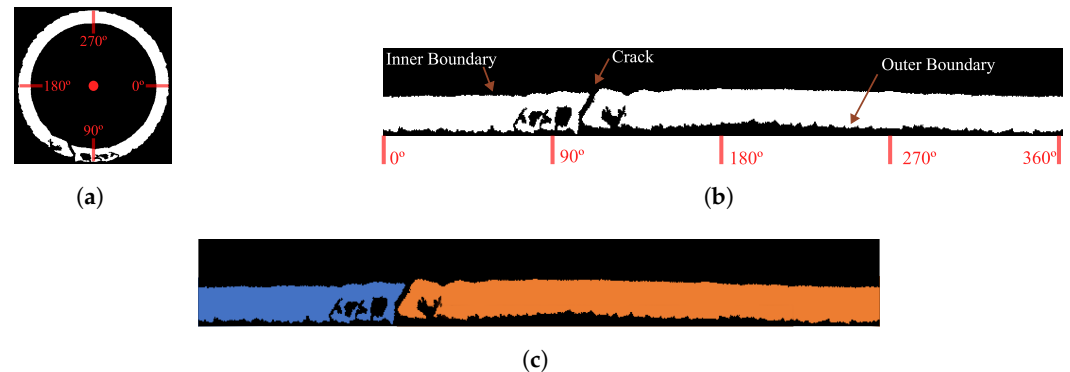 270º
180º
0º
90º
(a)
Inner Boundary
Crack
Outer Boundary
0º
90º
180º
270º
360º
(b)
(c)